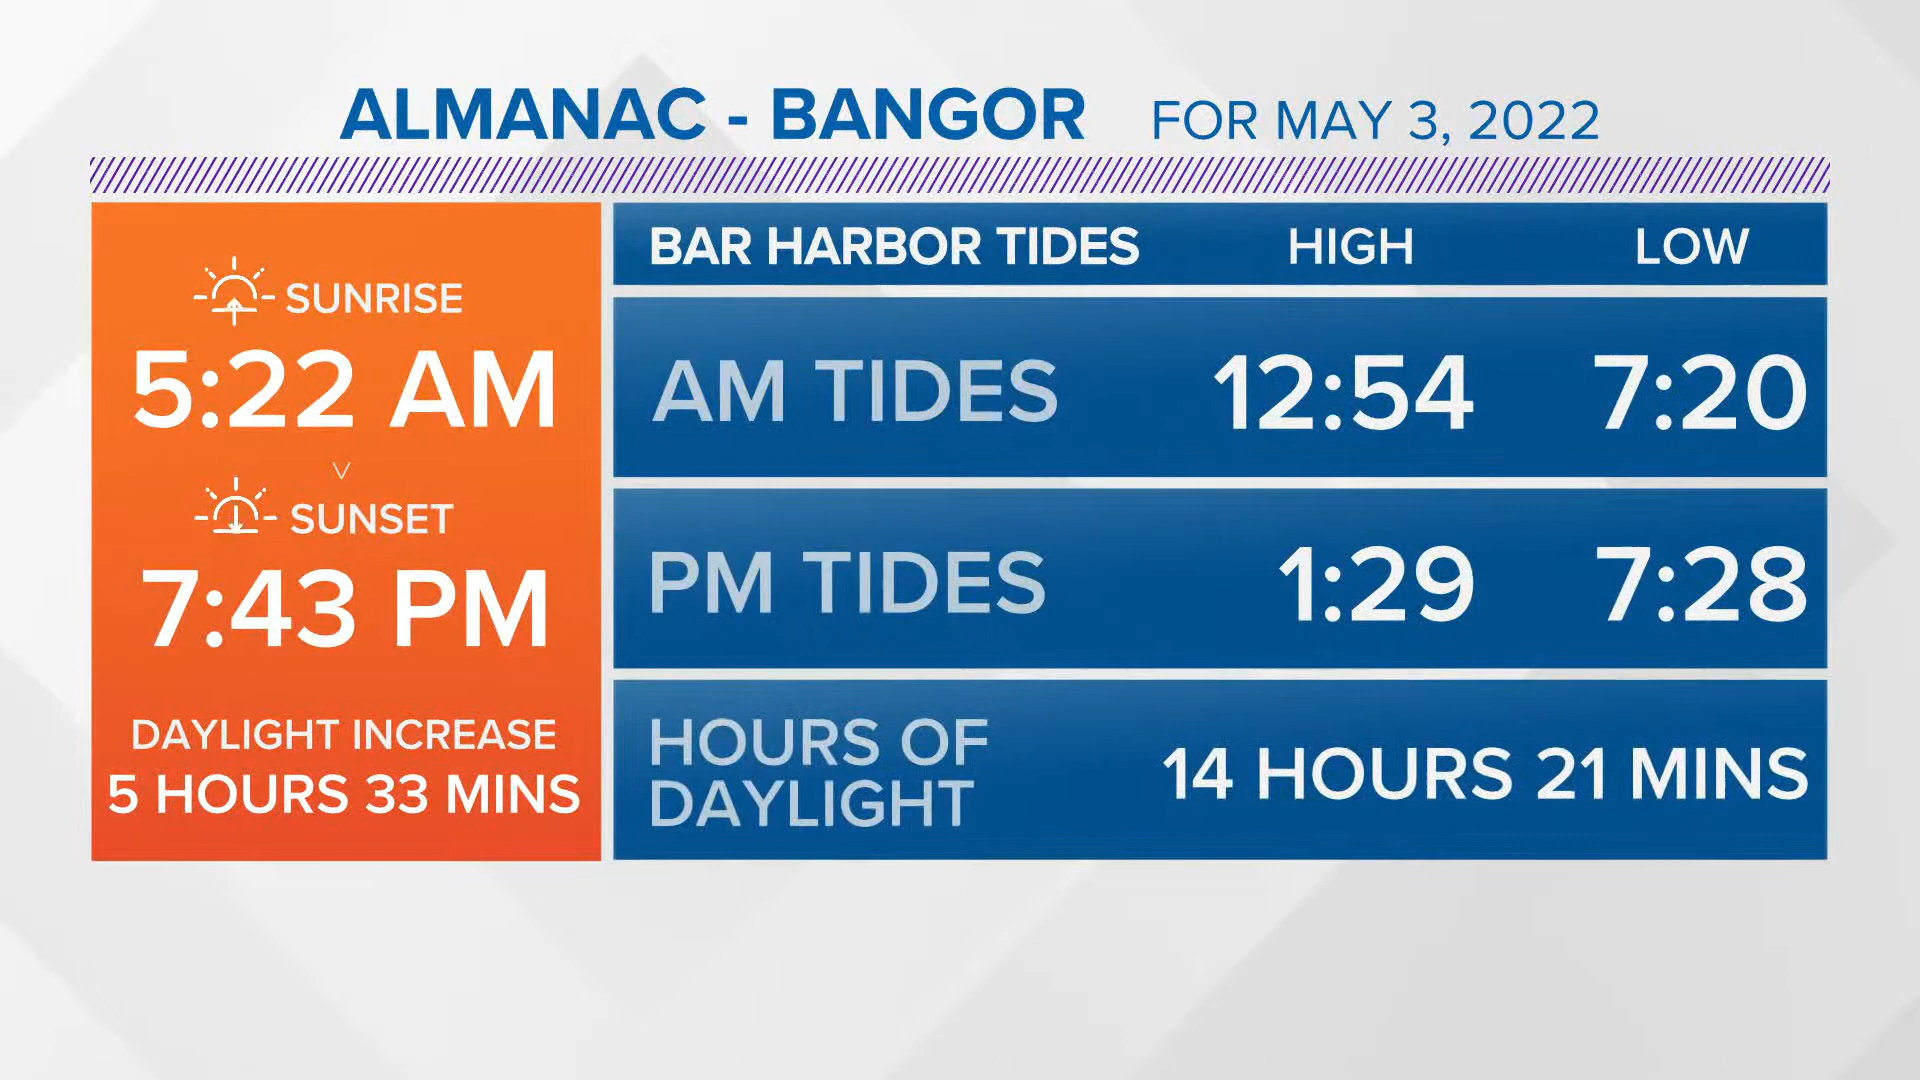 ALMANAC - BANGOR FOR MAY 3, 2022
SUNRISE
5:22 AM
SUNSET
7:43 PM
DAYLIGHT INCREASE
5 HOURS 33 MINS
BAR HARBOR TIDES HIGH LOW
AM TIDES 12:54 7:20
PM TIDES 1:29 7:28
HOURS OF
DAYLIGHT
14 HOURS 21 MINS